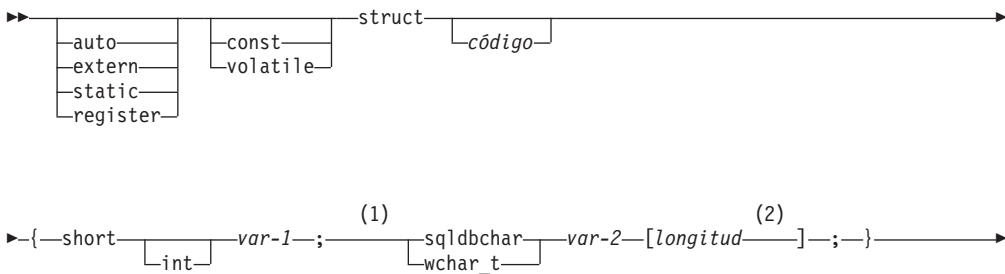 struct
auto
extern
static
register
const
volatile
código
(1) (2)
{ short var-1 ; sqldbchar var-2 [ longitud ] ; }
int wchar_t